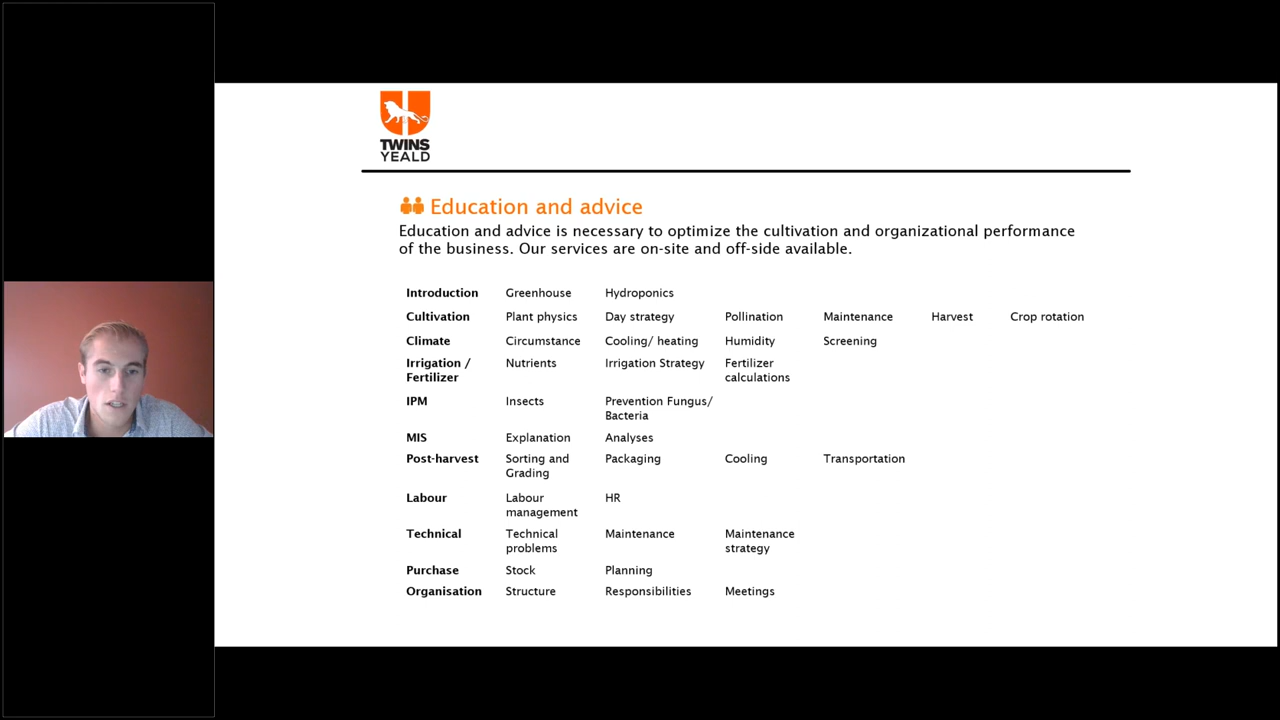 TWINS
YEALD
Education and advice
Education and advice is necessary to optimize the cultivation and organizational performance
of the business. Our services are on-site and off-side available.
Introduction Greenhouse Hydroponics
Cultivation Plant physics Day strategy Pollination Maintenance Harvest Crop rotation
Climate Circumstance Cooling/ heating Humidity Screening
Irrigation / Nutrients Irrigation Strategy Fertilizer
Fertilizer calculations
IPM Insects Prevention Fungus/
Bacteria
MIS Explanation Analyses
Post-harvest Sorting and Packaging Cooling Transportation
Grading
Labour Labour HR
management
Technical Technical Maintenance Maintenance
problems strategy
Purchase Stock Planning
Organisation Structure Responsibilities Meetings